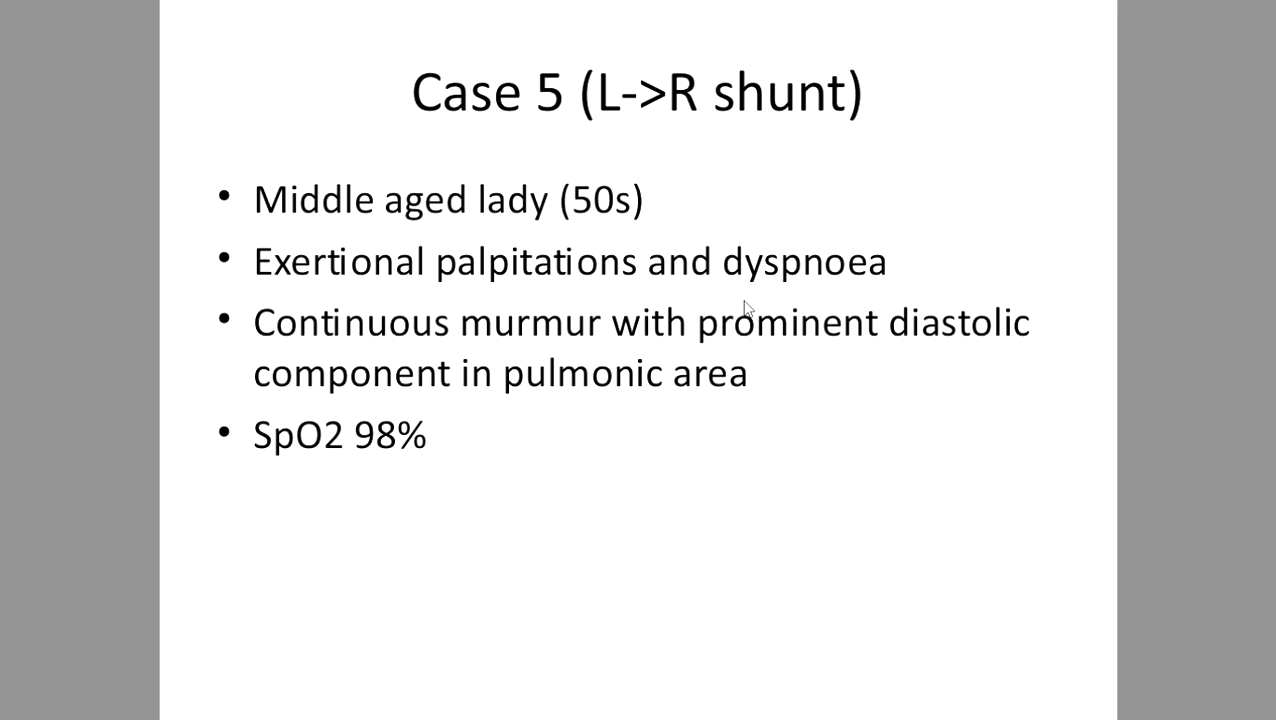 Case 5 (L->R shunt)
• Middle aged lady (50s)
• Exertional palpitations and dyspnoea
• Continuous murmur with prominent diastolic
component in pulmonic area
• SpO2 98%